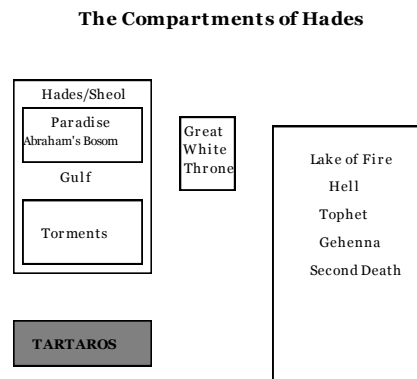 The Compartments of Hades
Hades/Sheol
Paradise
Abraham's Bosom
Gulf
Torments
TARTAROS
Great
White
Throne
Lake of Fire
Hell
Tophet
Gehenna
Second Death